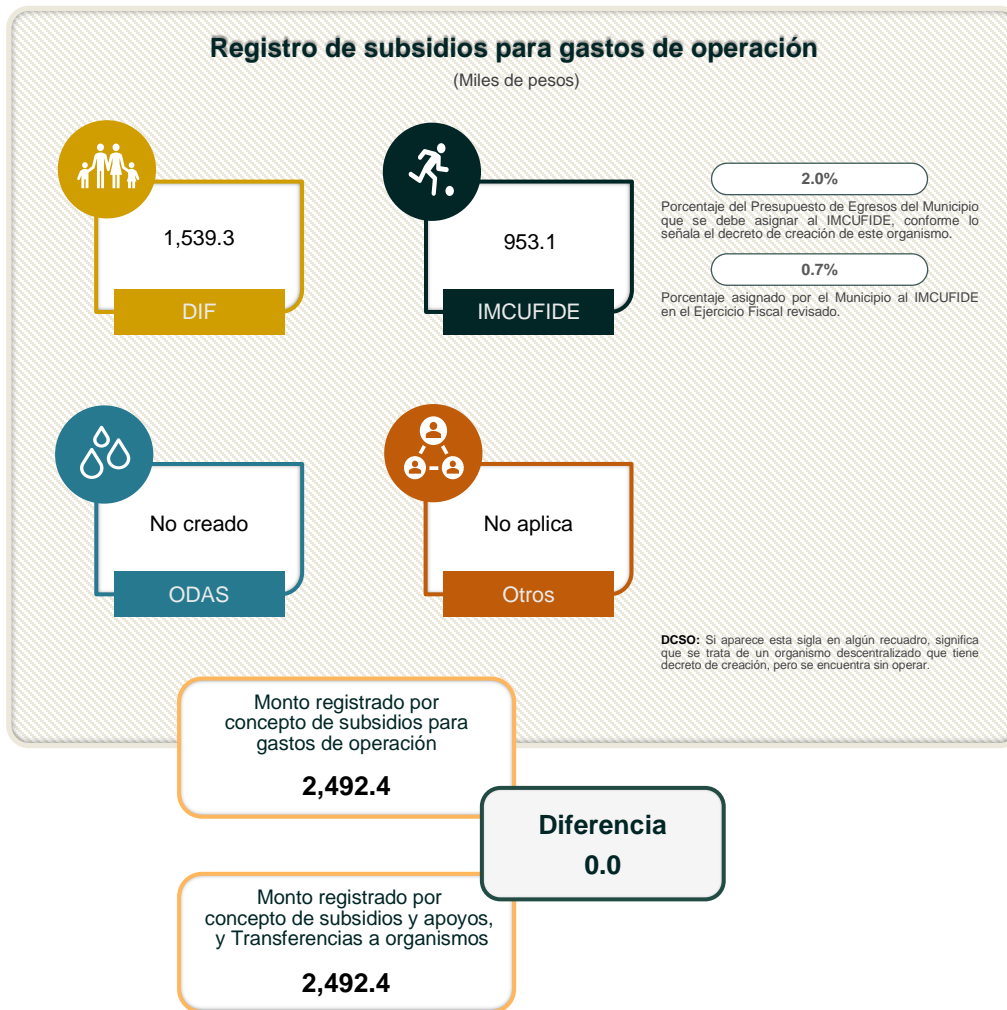 Registro de subsidios para gastos de operación
(Miles de pesos)
1,539.3
DIF
953.1
IMCUFIDE
2.0%
Porcentaje del Presupuesto de Egresos del Municipio
que se debe asignar al IMCUFIDE, conforme lo
señala el decreto de creación de este organismo.
0.7%
Porcentaje asignado por el Municipio al IMCUFIDE
en el Ejercicio Fiscal revisado.
No creado
ODAS
No aplica
Otros
DCSO: Si aparece esta sigla en algún recuadro, significa
que se trata de un organismo descentralizado que tiene
decreto de creación, pero se encuentra sin operar.
Monto registrado por
concepto de subsidios para
gastos de operación
2,492.4
Diferencia
0.0
Monto registrado por
concepto de subsidios y apoyos,
y Transferencias a organismos
2,492.4